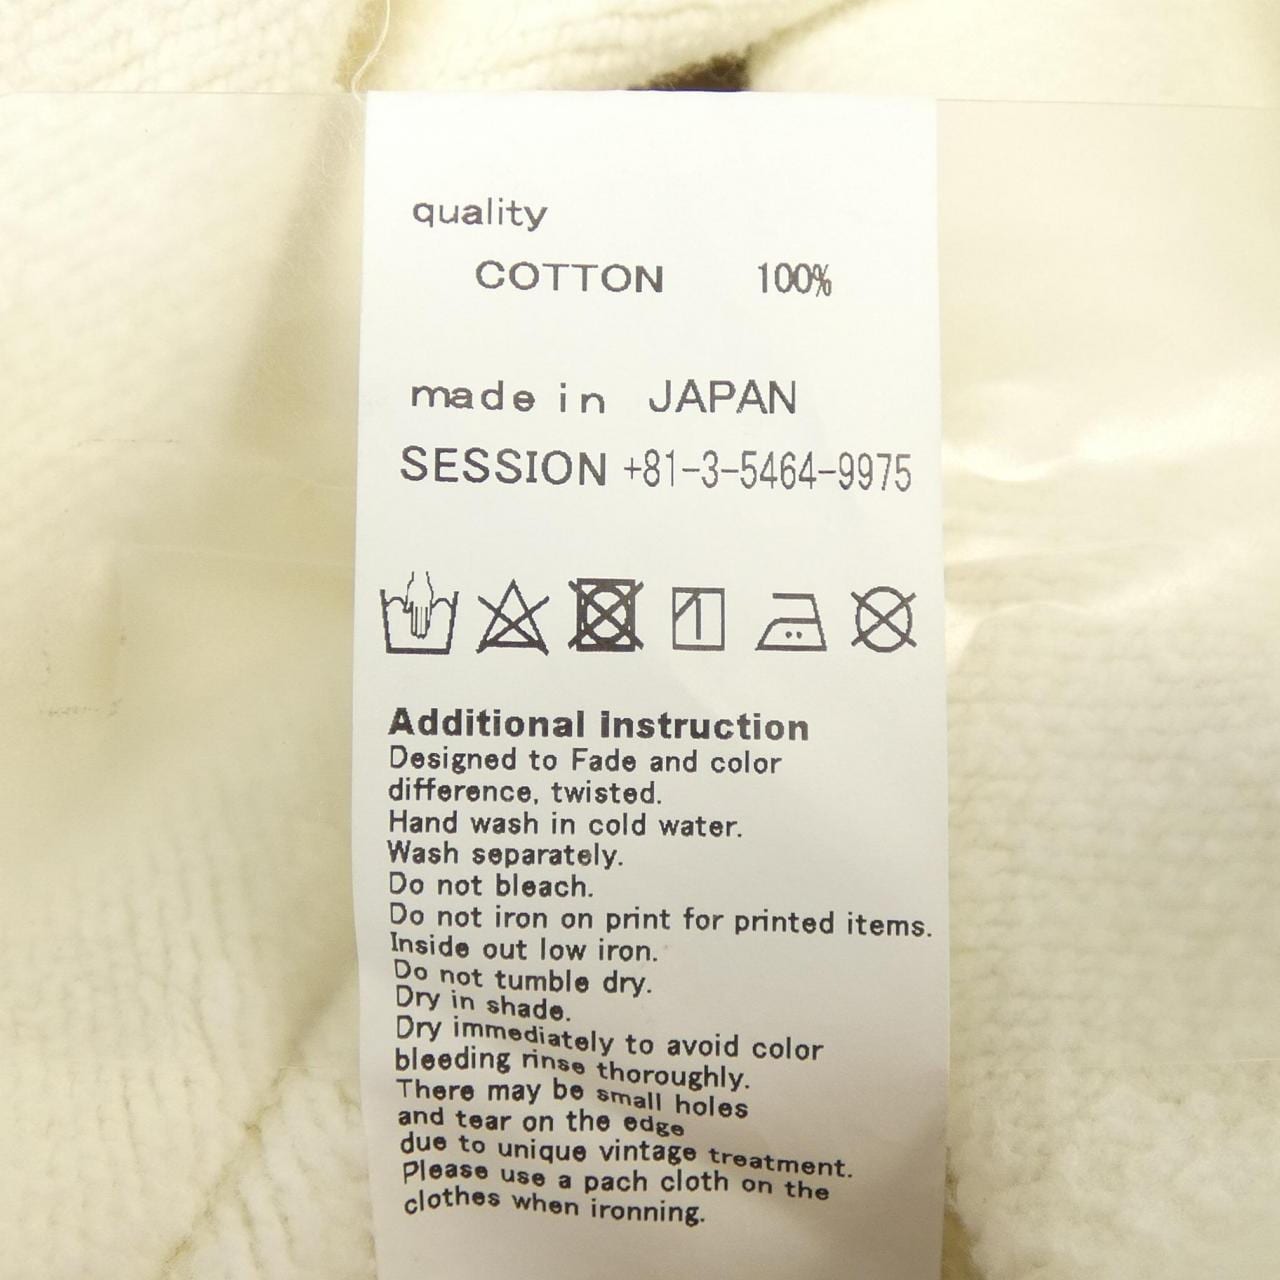 quality
COTTON 100%
made in JAPAN
SESSION +81-3-5464-9975
Additional Instruction
Designed to Fade and color
difference, twisted.
Hand wash in cold water.
Wash separately.
Do not bleach.
Do not iron on print for printed items.
Inside out low iron.
Do not tumble dry.
Dry in shade.
Dry immediately to avoid color
bleeding rinse thoroughly.
There may be small holes
and tear on the edge
due to unique vintage treatment.
Please use a pach cloth on the
clothes when ironning.